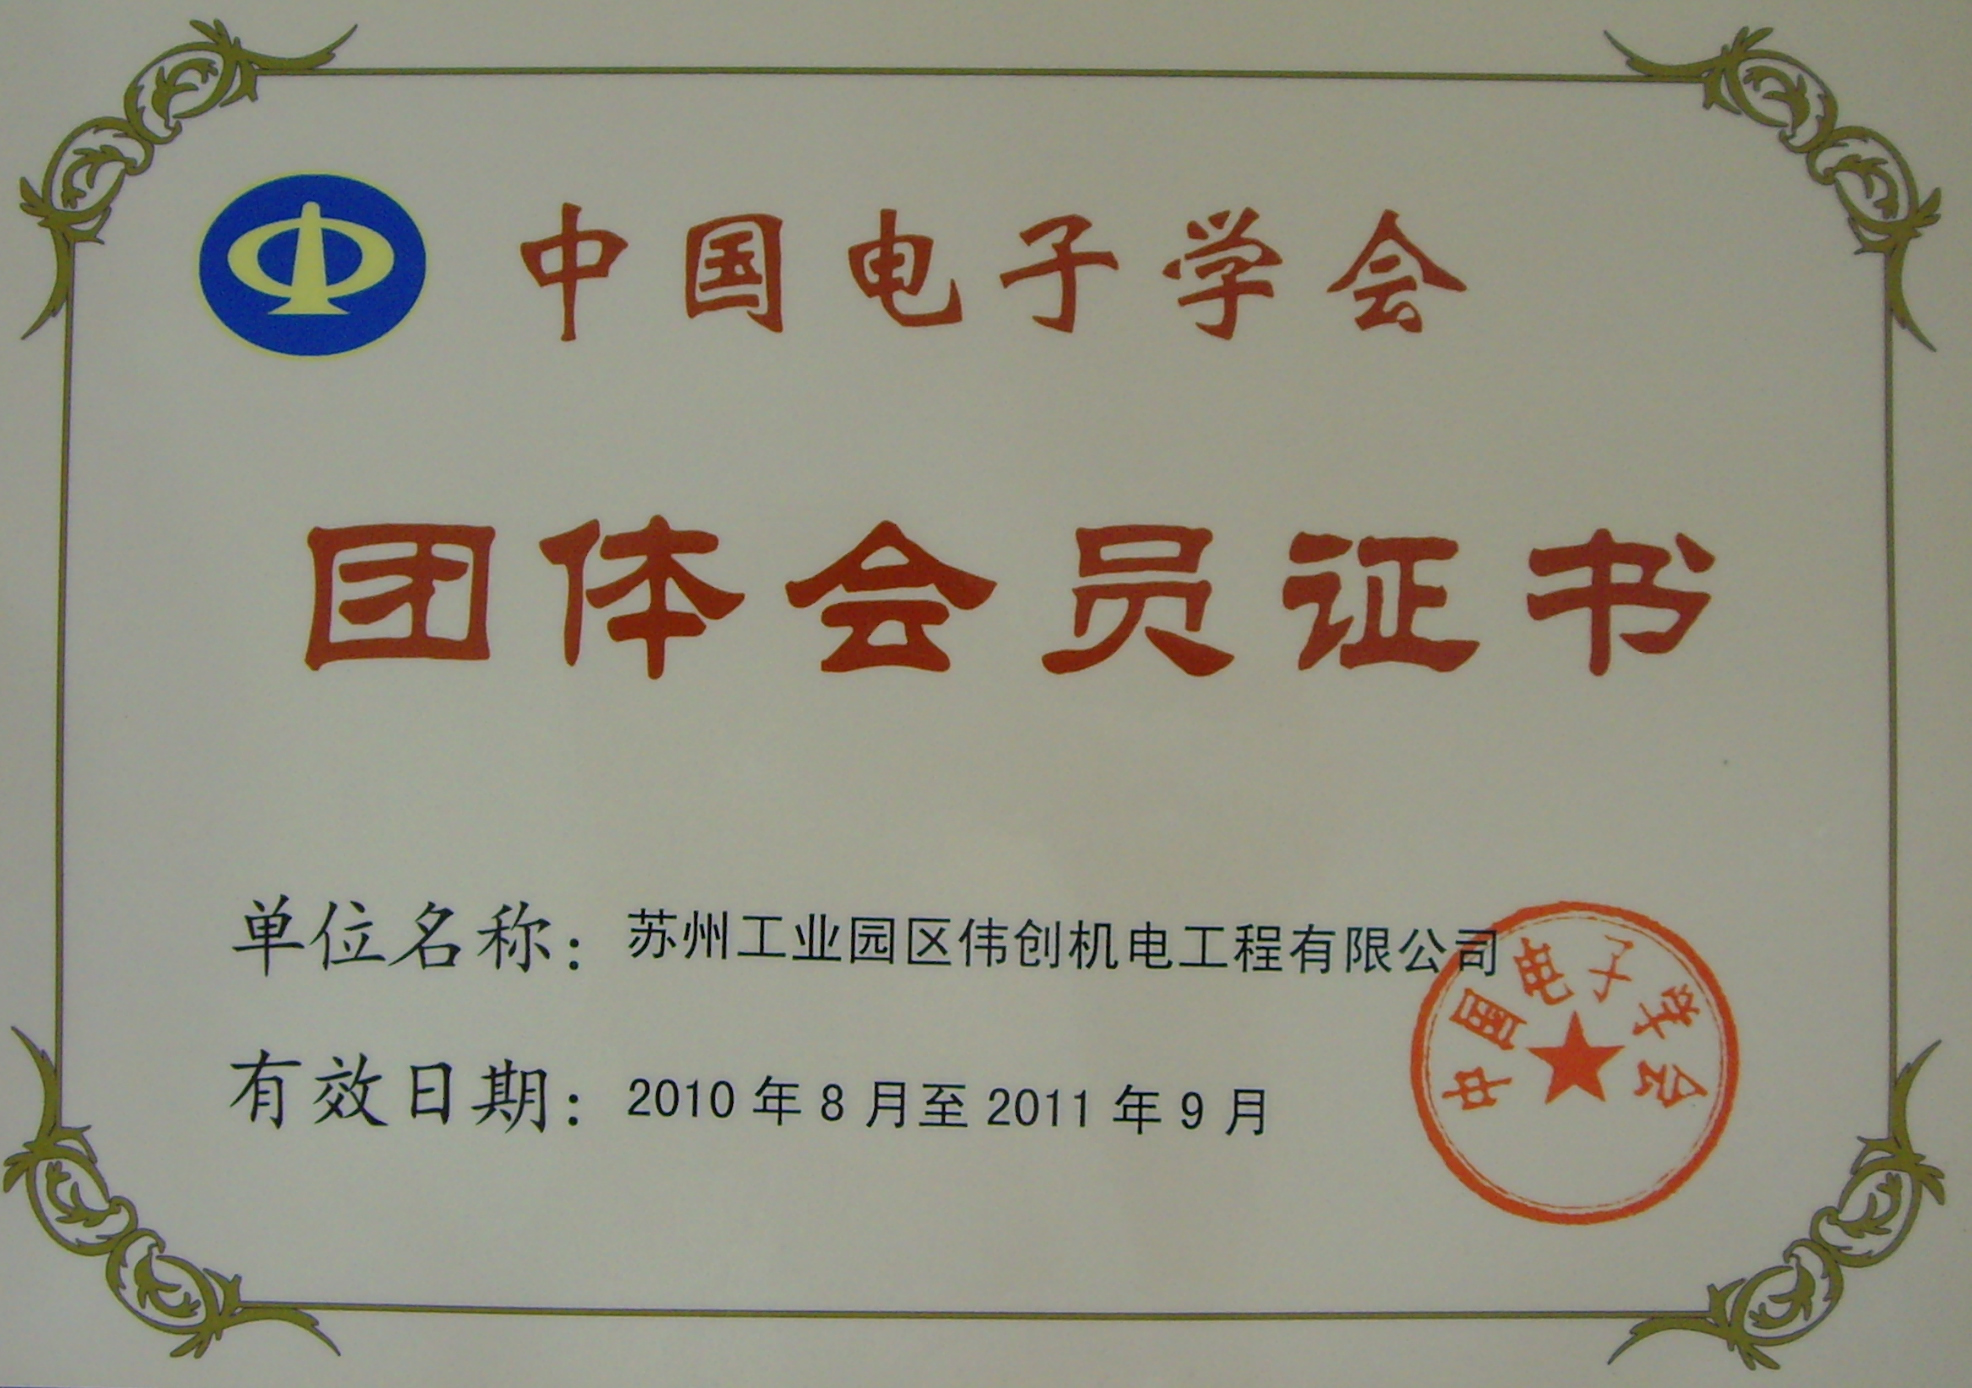 中国电子学会
团体会员证书
单位名称：苏州工业园区伟创机电工程有限公司
有效日期：2010年8月至2011年9月
中国电子学会